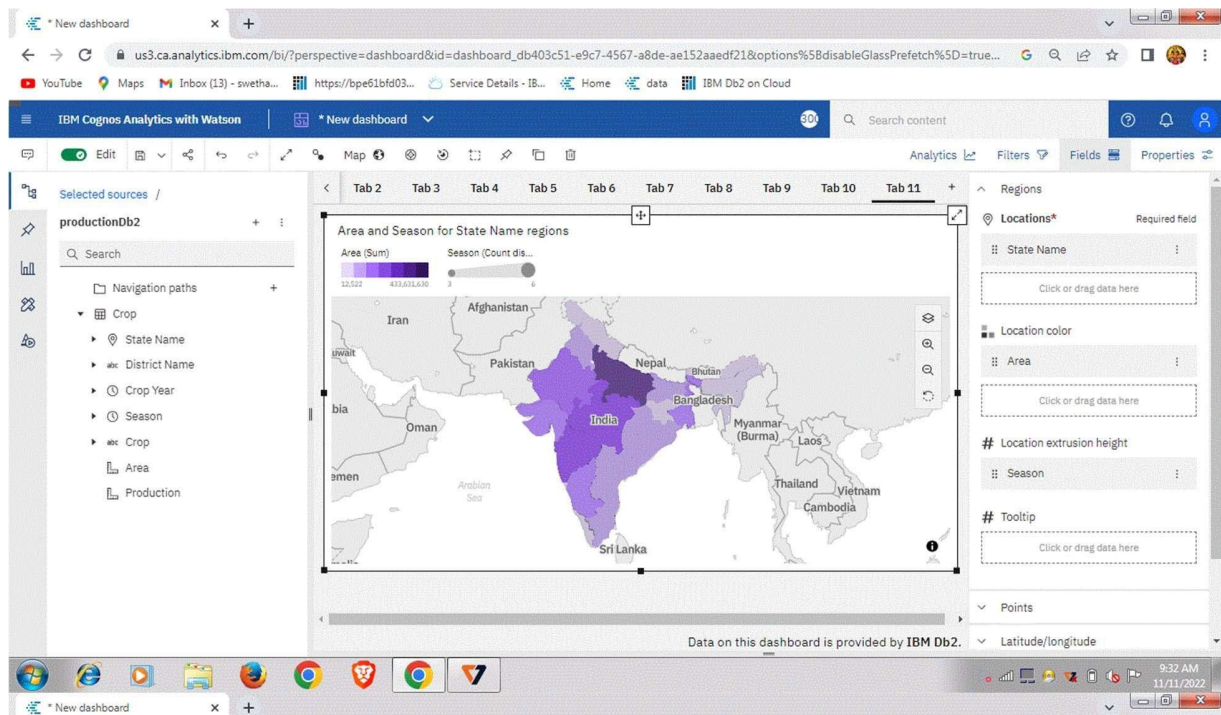 * New dashboard
us3.ca.analytics.ibm.com/bi/?perspective=dashboard&id=dashboard_db403c51-e9c7-4567-a8de-ae152aaedf21&options%5BdisableGlassPrefetch%5D=true...
YouTube Maps Inbox (13) - swetha... https://bpe61bfd03... Service Details - IB... Home data IBM Db2 on Cloud
IBM Cognos Analytics with Watson * New dashboard Search content
Edit Map Analytics Filters Fields Properties
Selected sources /
productionDb2
Search
Navigation paths
Crop
State Name
District Name
Crop Year
Season
Crop
Area
Production
Tab 2 Tab 3 Tab 4 Tab 5 Tab 6 Tab 7 Tab 8 Tab 9 Tab 10 Tab 11
Area and Season for State Name regions
Area (Sum) Season (Count dis...
12,522 433,631,630 3 6
Afghanistan
Iran
uwait
Pakistan
Nepal
Bhutan
Bangladesh
bia
India
Oman
Myanmar
(Burma)
Laos
emen
Arabian
Sea
Thailand
Vietnam
Cambodia
Sri Lanka
Data on this dashboard is provided by IBM Db2.
Regions
Locations* Required field
State Name
Click or drag data here
Location color
Area
Click or drag data here
# Location extrusion height
Season
# Tooltip
Click or drag data here
Points
Latitude/longitude
9:32 AM
11/11/2022
* New dashboard